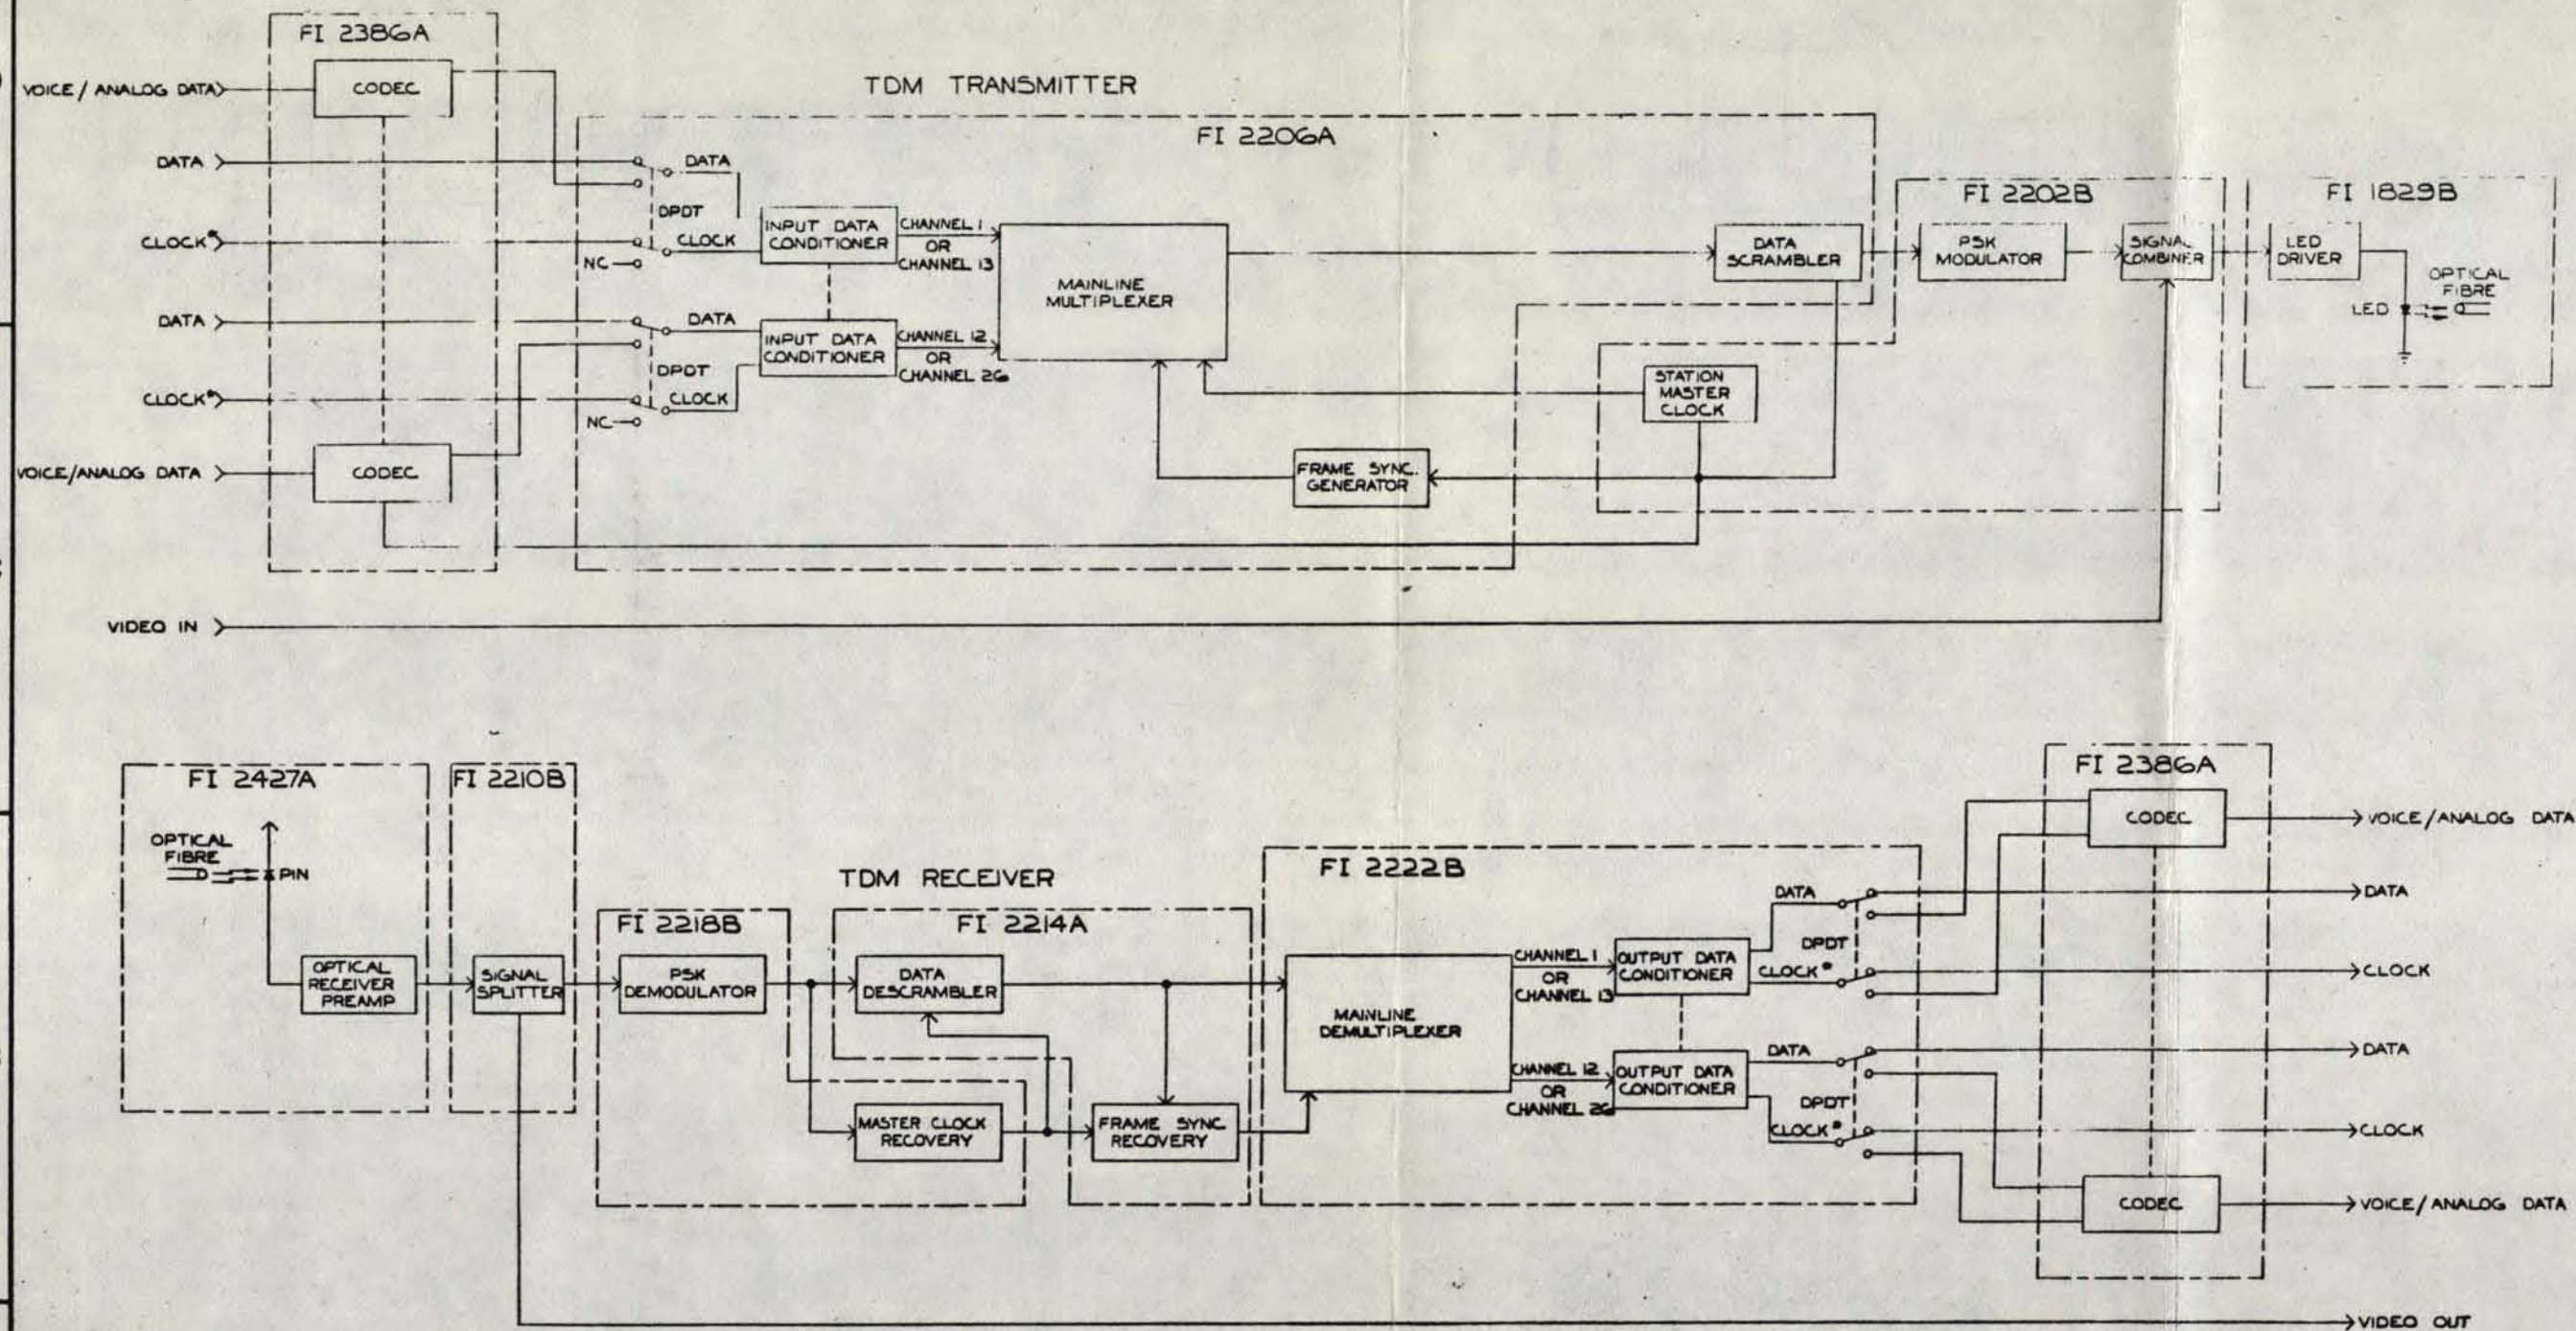 FI 2386A
VOICE / ANALOG DATA
CODEC
TDM TRANSMITTER
FI 2206A
DATA
DATA
DPDT
CLOCK*
CLOCK
NC
INPUT DATA
CONDITIONER
CHANNEL 1
OR
CHANNEL 13
MAINLINE
MULTIPLEXER
DATA
SCRAMBLER
FI 2202B
PSK
MODULATOR
SIGNAL
COMBINER
FI 1829B
LED
DRIVER
OPTICAL
FIBRE
LED
DATA
DATA
DPDT
CLOCK*
CLOCK
NC
INPUT DATA
CONDITIONER
CHANNEL 12
OR
CHANNEL 26
STATION
MASTER
CLOCK
VOICE/ANALOG DATA
CODEC
FRAME SYNC.
GENERATOR
VIDEO IN
FI 2427A
OPTICAL
FIBRE
PIN
OPTICAL
RECEIVER
PREAMP
FI 2210B
SIGNAL
SPLITTER
TDM RECEIVER
FI 2218B
PSK
DEMODULATOR
MASTER CLOCK
RECOVERY
FI 2214A
DATA
DESCRAMBLER
FRAME SYNC
RECOVERY
FI 2222B
MAINLINE
DEMULTIPLEXER
CHANNEL 1
OR
CHANNEL 13
OUTPUT DATA
CONDITIONER
DATA
DPDT
CLOCK*
CHANNEL 12
OR
CHANNEL 26
OUTPUT DATA
CONDITIONER
DATA
DPDT
CLOCK*
FI 2386A
CODEC
VOICE/ANALOG DATA
DATA
CLOCK
DATA
CLOCK
CODEC
VOICE/ANALOG DATA
VIDEO OUT